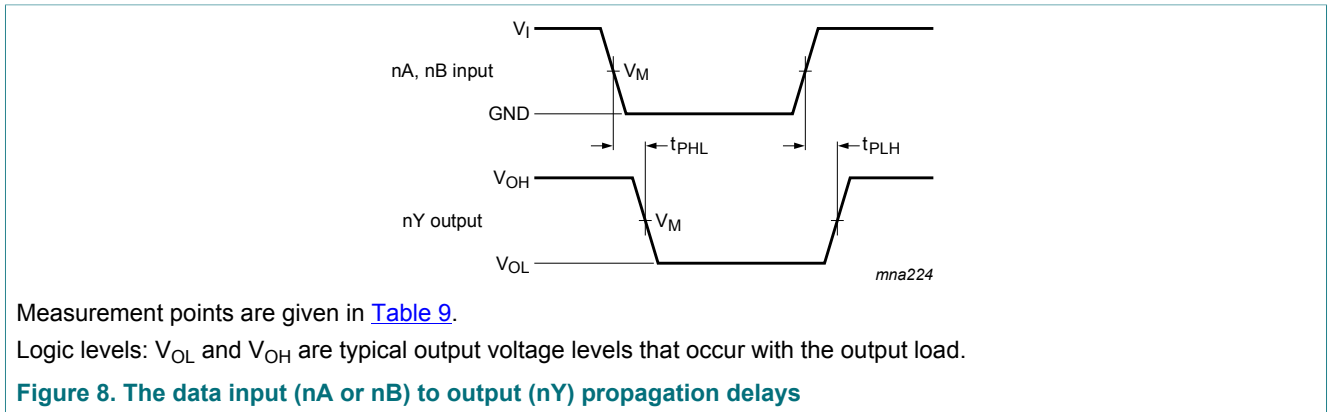 VI
nA, nB input
VM
GND
tPHL
tPLH
VOH
nY output
VM
VOL
mna224
Measurement points are given in Table 9.
Logic levels: VOL and VOH are typical output voltage levels that occur with the output load.
Figure 8. The data input (nA or nB) to output (nY) propagation delays